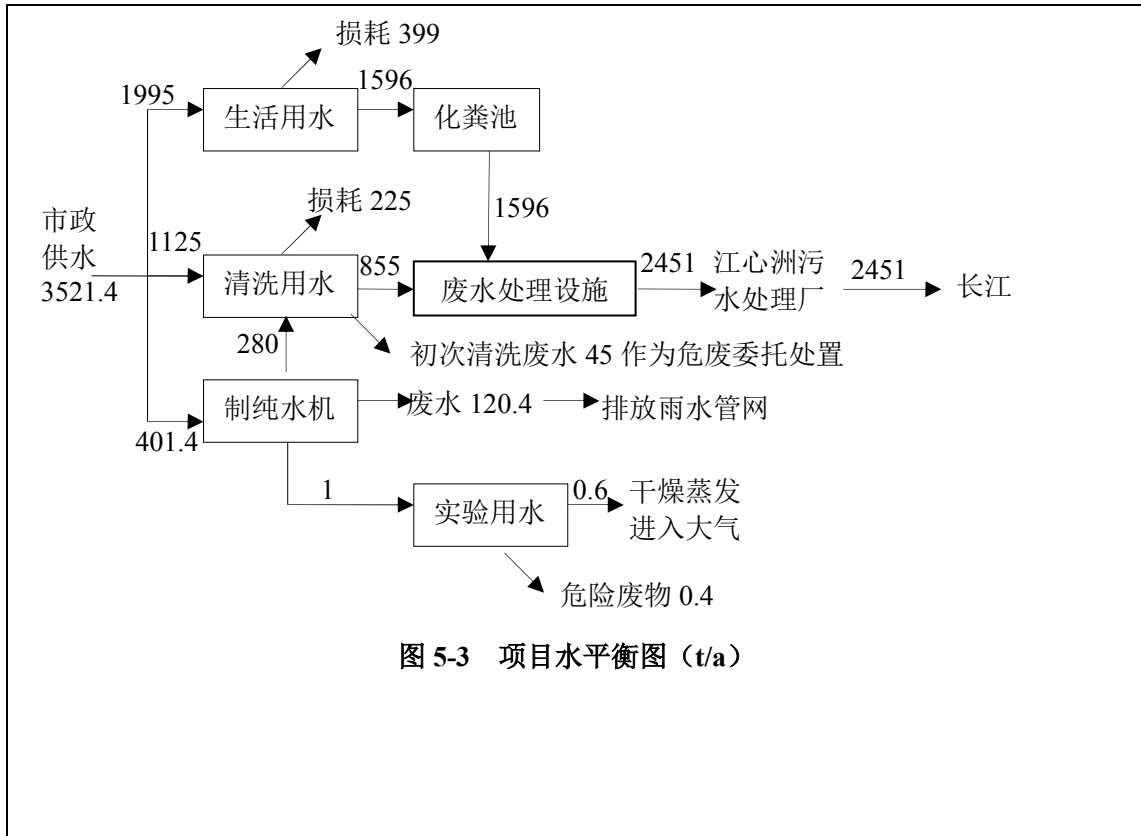 损耗 399
1995
生活用水
1596
化粪池
1596
市政
供水
3521.4
损耗 225
1125
清洗用水
855
废水处理设施
2451
江心洲污
水处理厂
2451
长江
280
初次清洗废水 45 作为危废委托处置
401.4
制纯水机
废水 120.4
排放雨水管网
1
实验用水
0.6
干燥蒸发
进入大气
危险废物 0.4
图 5-3 项目水平衡图（t/a）